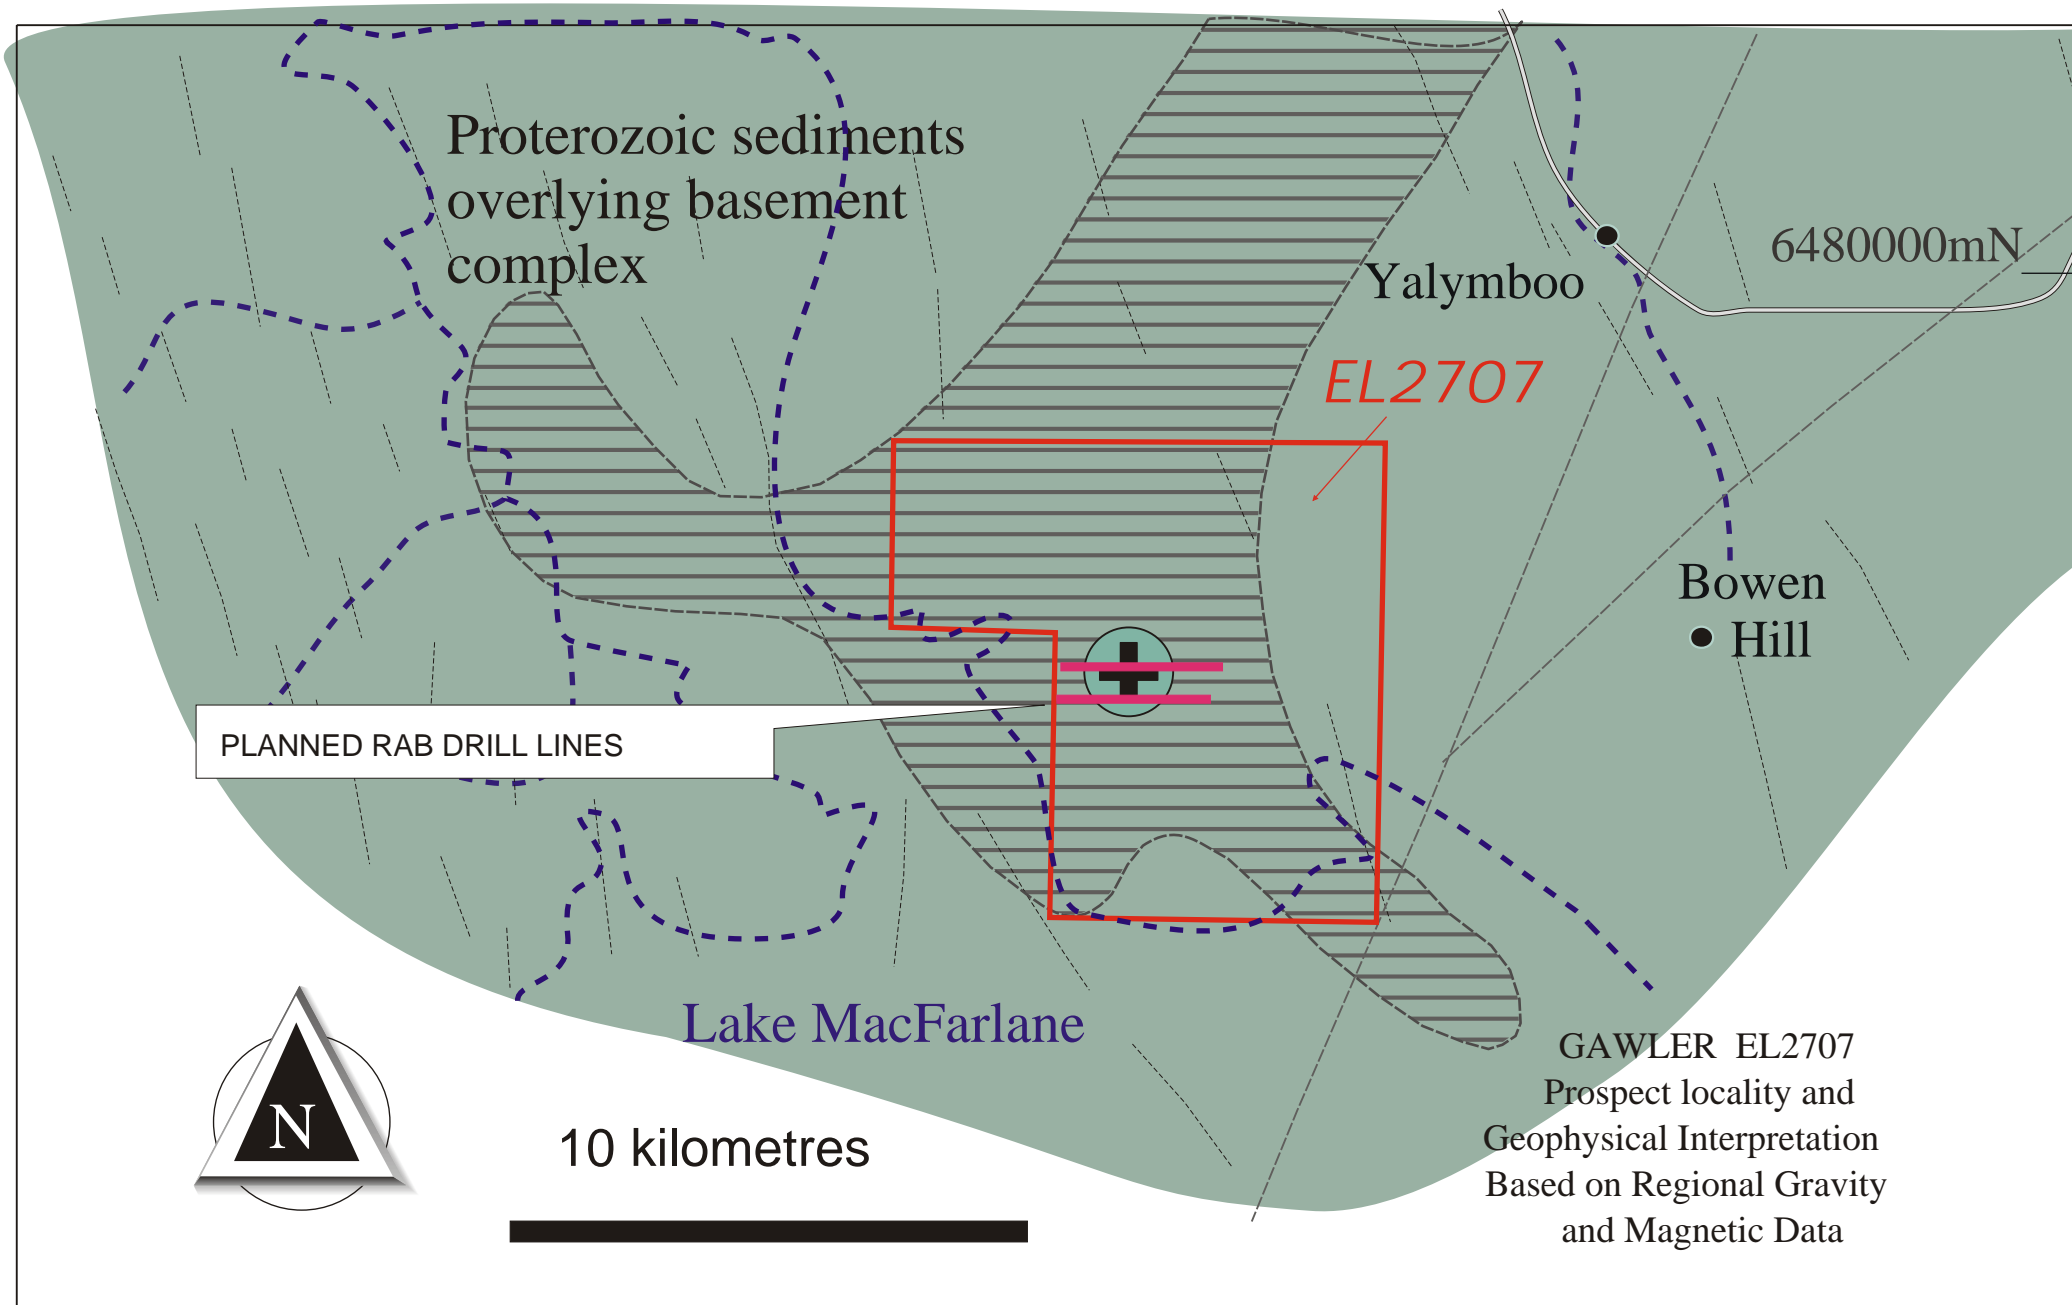 Proterozoic sediments
overlying basement
complex
6480000mN
Yalymboo
EL2707
Bowen
Hill
PLANNED RAB DRILL LINES
Lake MacFarlane
N
10 kilometres
GAWLER EL2707
Prospect locality and
Geophysical Interpretation
Based on Regional Gravity
and Magnetic Data